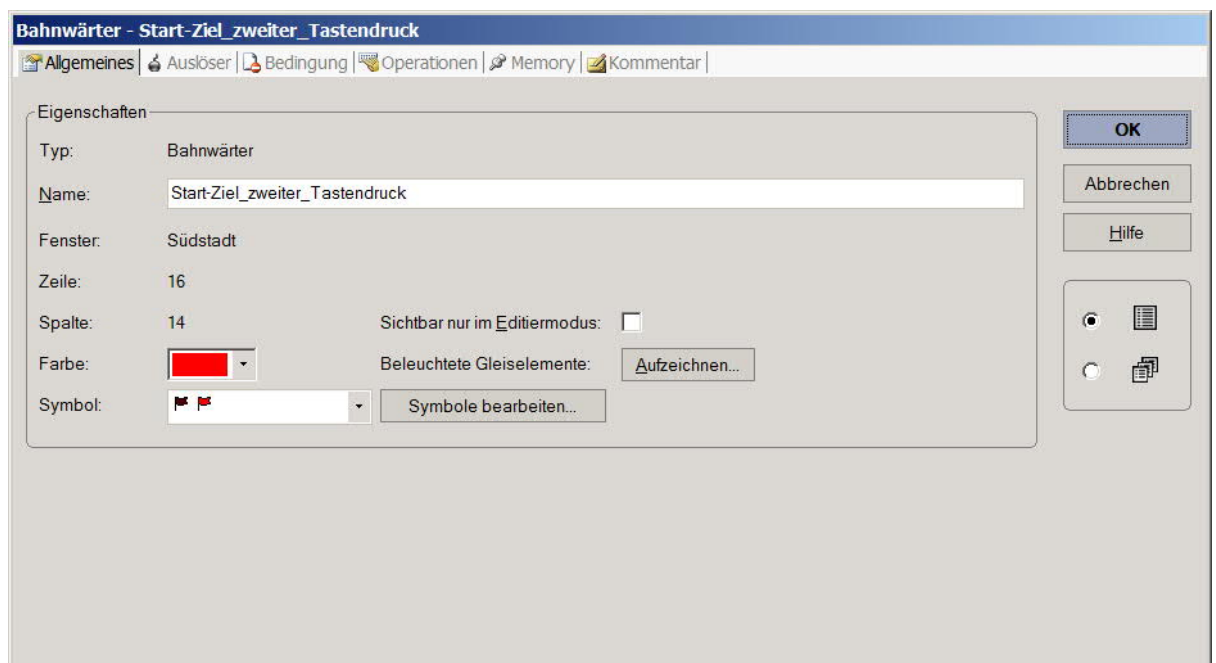 Bahnwärter - Start-Ziel_zweiter_Tastendruck
Allgemeines Auslöser Bedingung Operationen Memory Kommentar
Eigenschaften
Typ: Bahnwärter
Name: Start-Ziel_zweiter_Tastendruck
Fenster: Südstadt
Zeile: 16
Spalte: 14 Sichtbar nur im Editiermodus:
Farbe: Beleuchtete Gleiselemente: Aufzeichnen...
Symbol: Symbole bearbeiten...
OK
Abbrechen
Hilfe